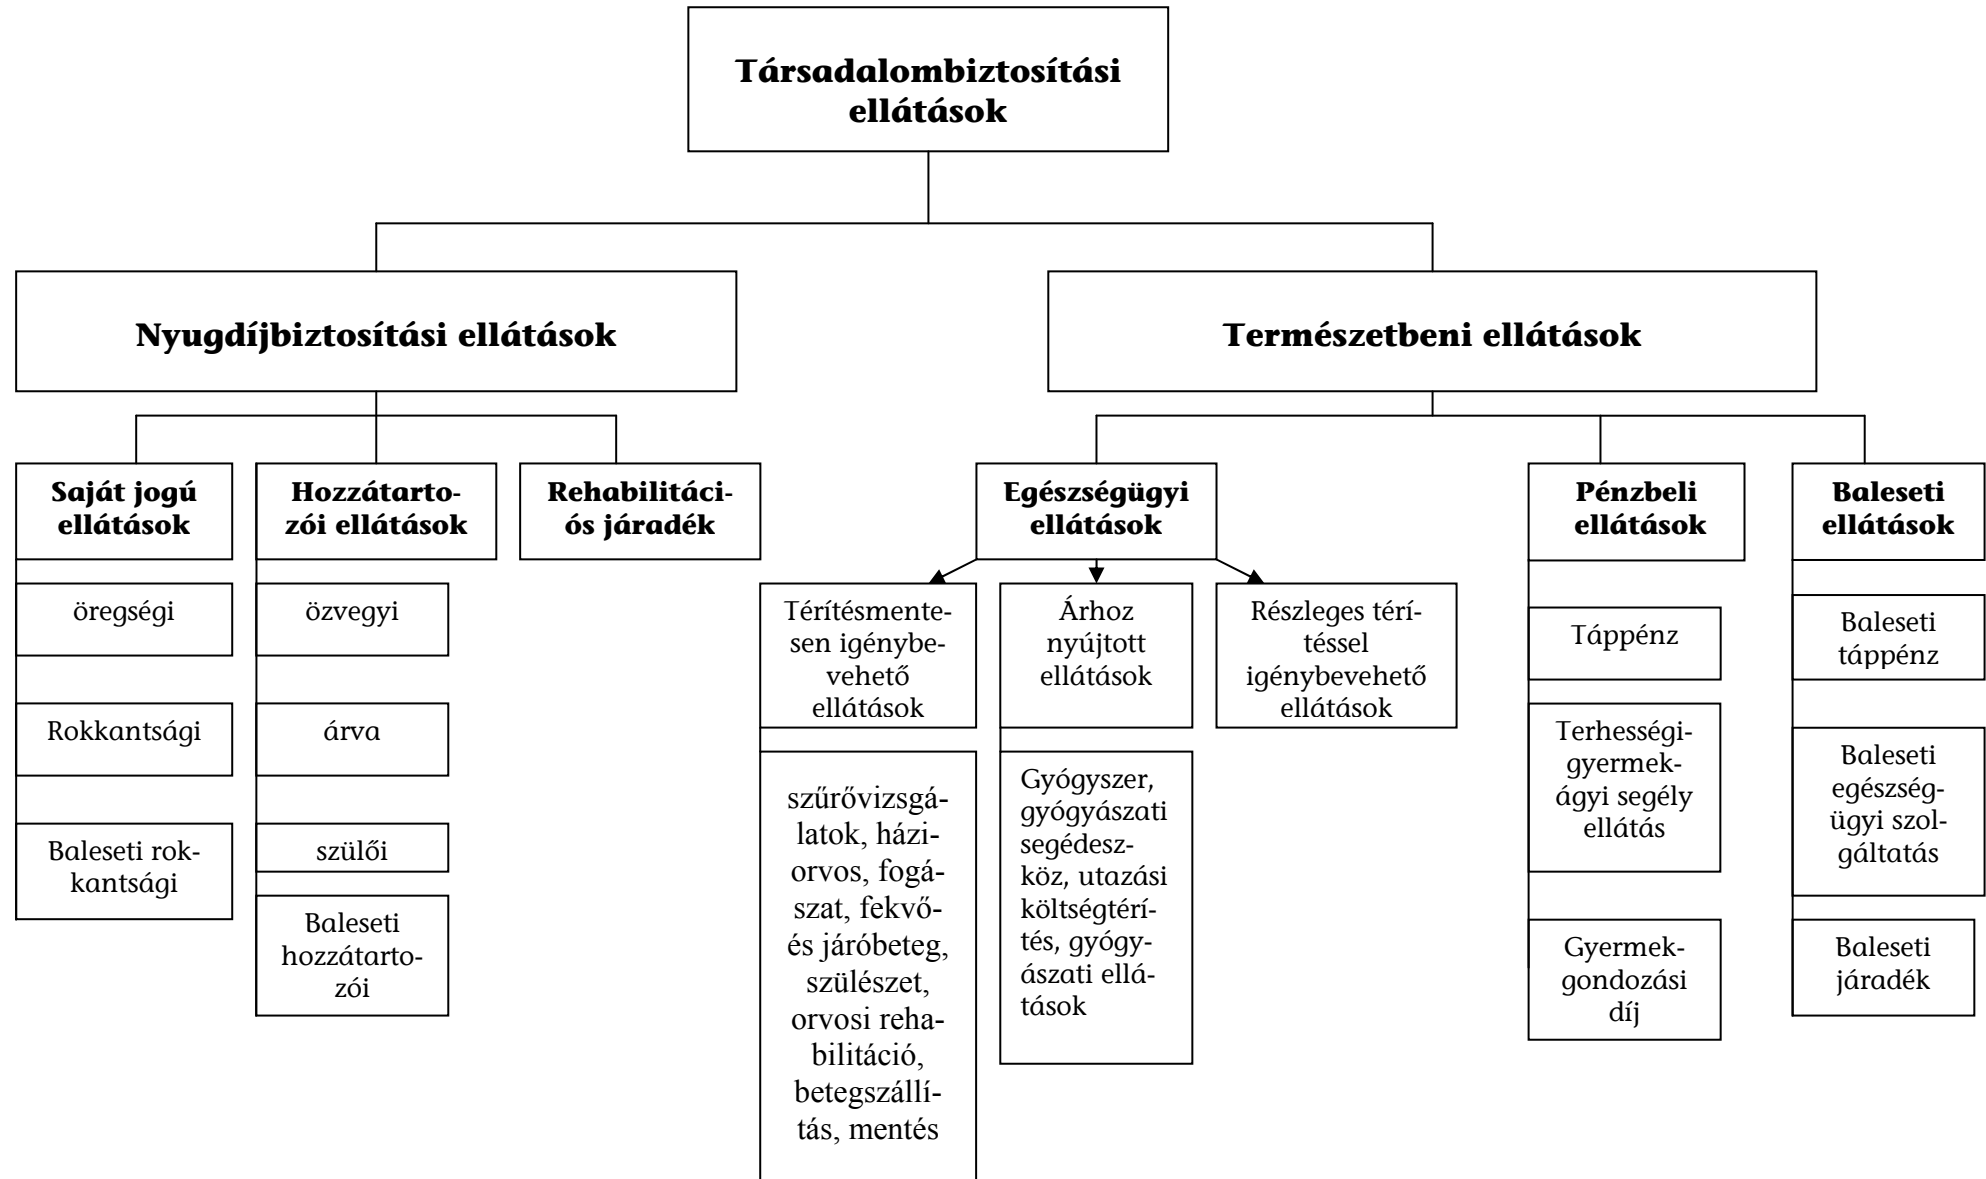 Társadalombiztosítási
ellátások
Nyugdíjbiztosítási ellátások
Természetbeni ellátások
Saját jogú
ellátások
Hozzátarto-
zói ellátások
Rehabilitáci-
ós járadék
Egészségügyi
ellátások
Pénzbeli
ellátások
Baleseti
ellátások
öregségi
Rokkantsági
Baleseti rok-
kantsági
özvegyi
árva
szülői
Baleseti
hozzátarto-
zói
Térítésmente-
sen igénybe-
vehető
ellátások
szűrővizsgá-
latok, házi-
orvos, fogá-
szat, fekvő-
és járóbeteg,
szülészet,
orvosi reha-
bilitáció,
betegszállí-
tás, mentés
Árhoz
nyújtott
ellátások
Gyógyszer,
gyógyászati
segédesz-
köz, utazási
költségtérí-
tés, gyógy-
ászati ellá-
tások
Részleges térí-
téssel
igénybevehető
ellátások
Táppénz
Terhességi-
gyermek-
ágyi segély
ellátás
Gyermek-
gondozási
díj
Baleseti
táppénz
Baleseti
egészség-
ügyi szol-
gáltatás
Baleseti
járadék